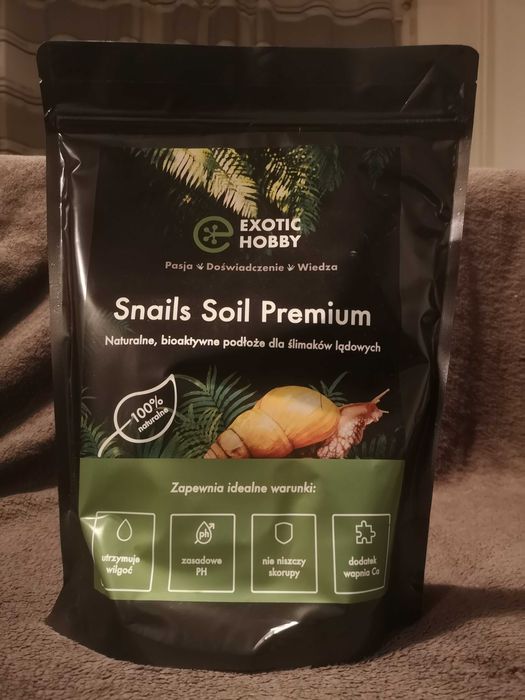 EXOTIC
HOBBY
Pasja Doświadczenie Wiedza
Snails Soil Premium
Naturalne, bioaktywne podłoże dla ślimaków lądowych
100%
naturalne
Zapewnia idealne warunki:
utrzymuje
wilgoć
ph
zasadowe
PH
nie niszczy
skorupy
dodatek
wapnia Ca